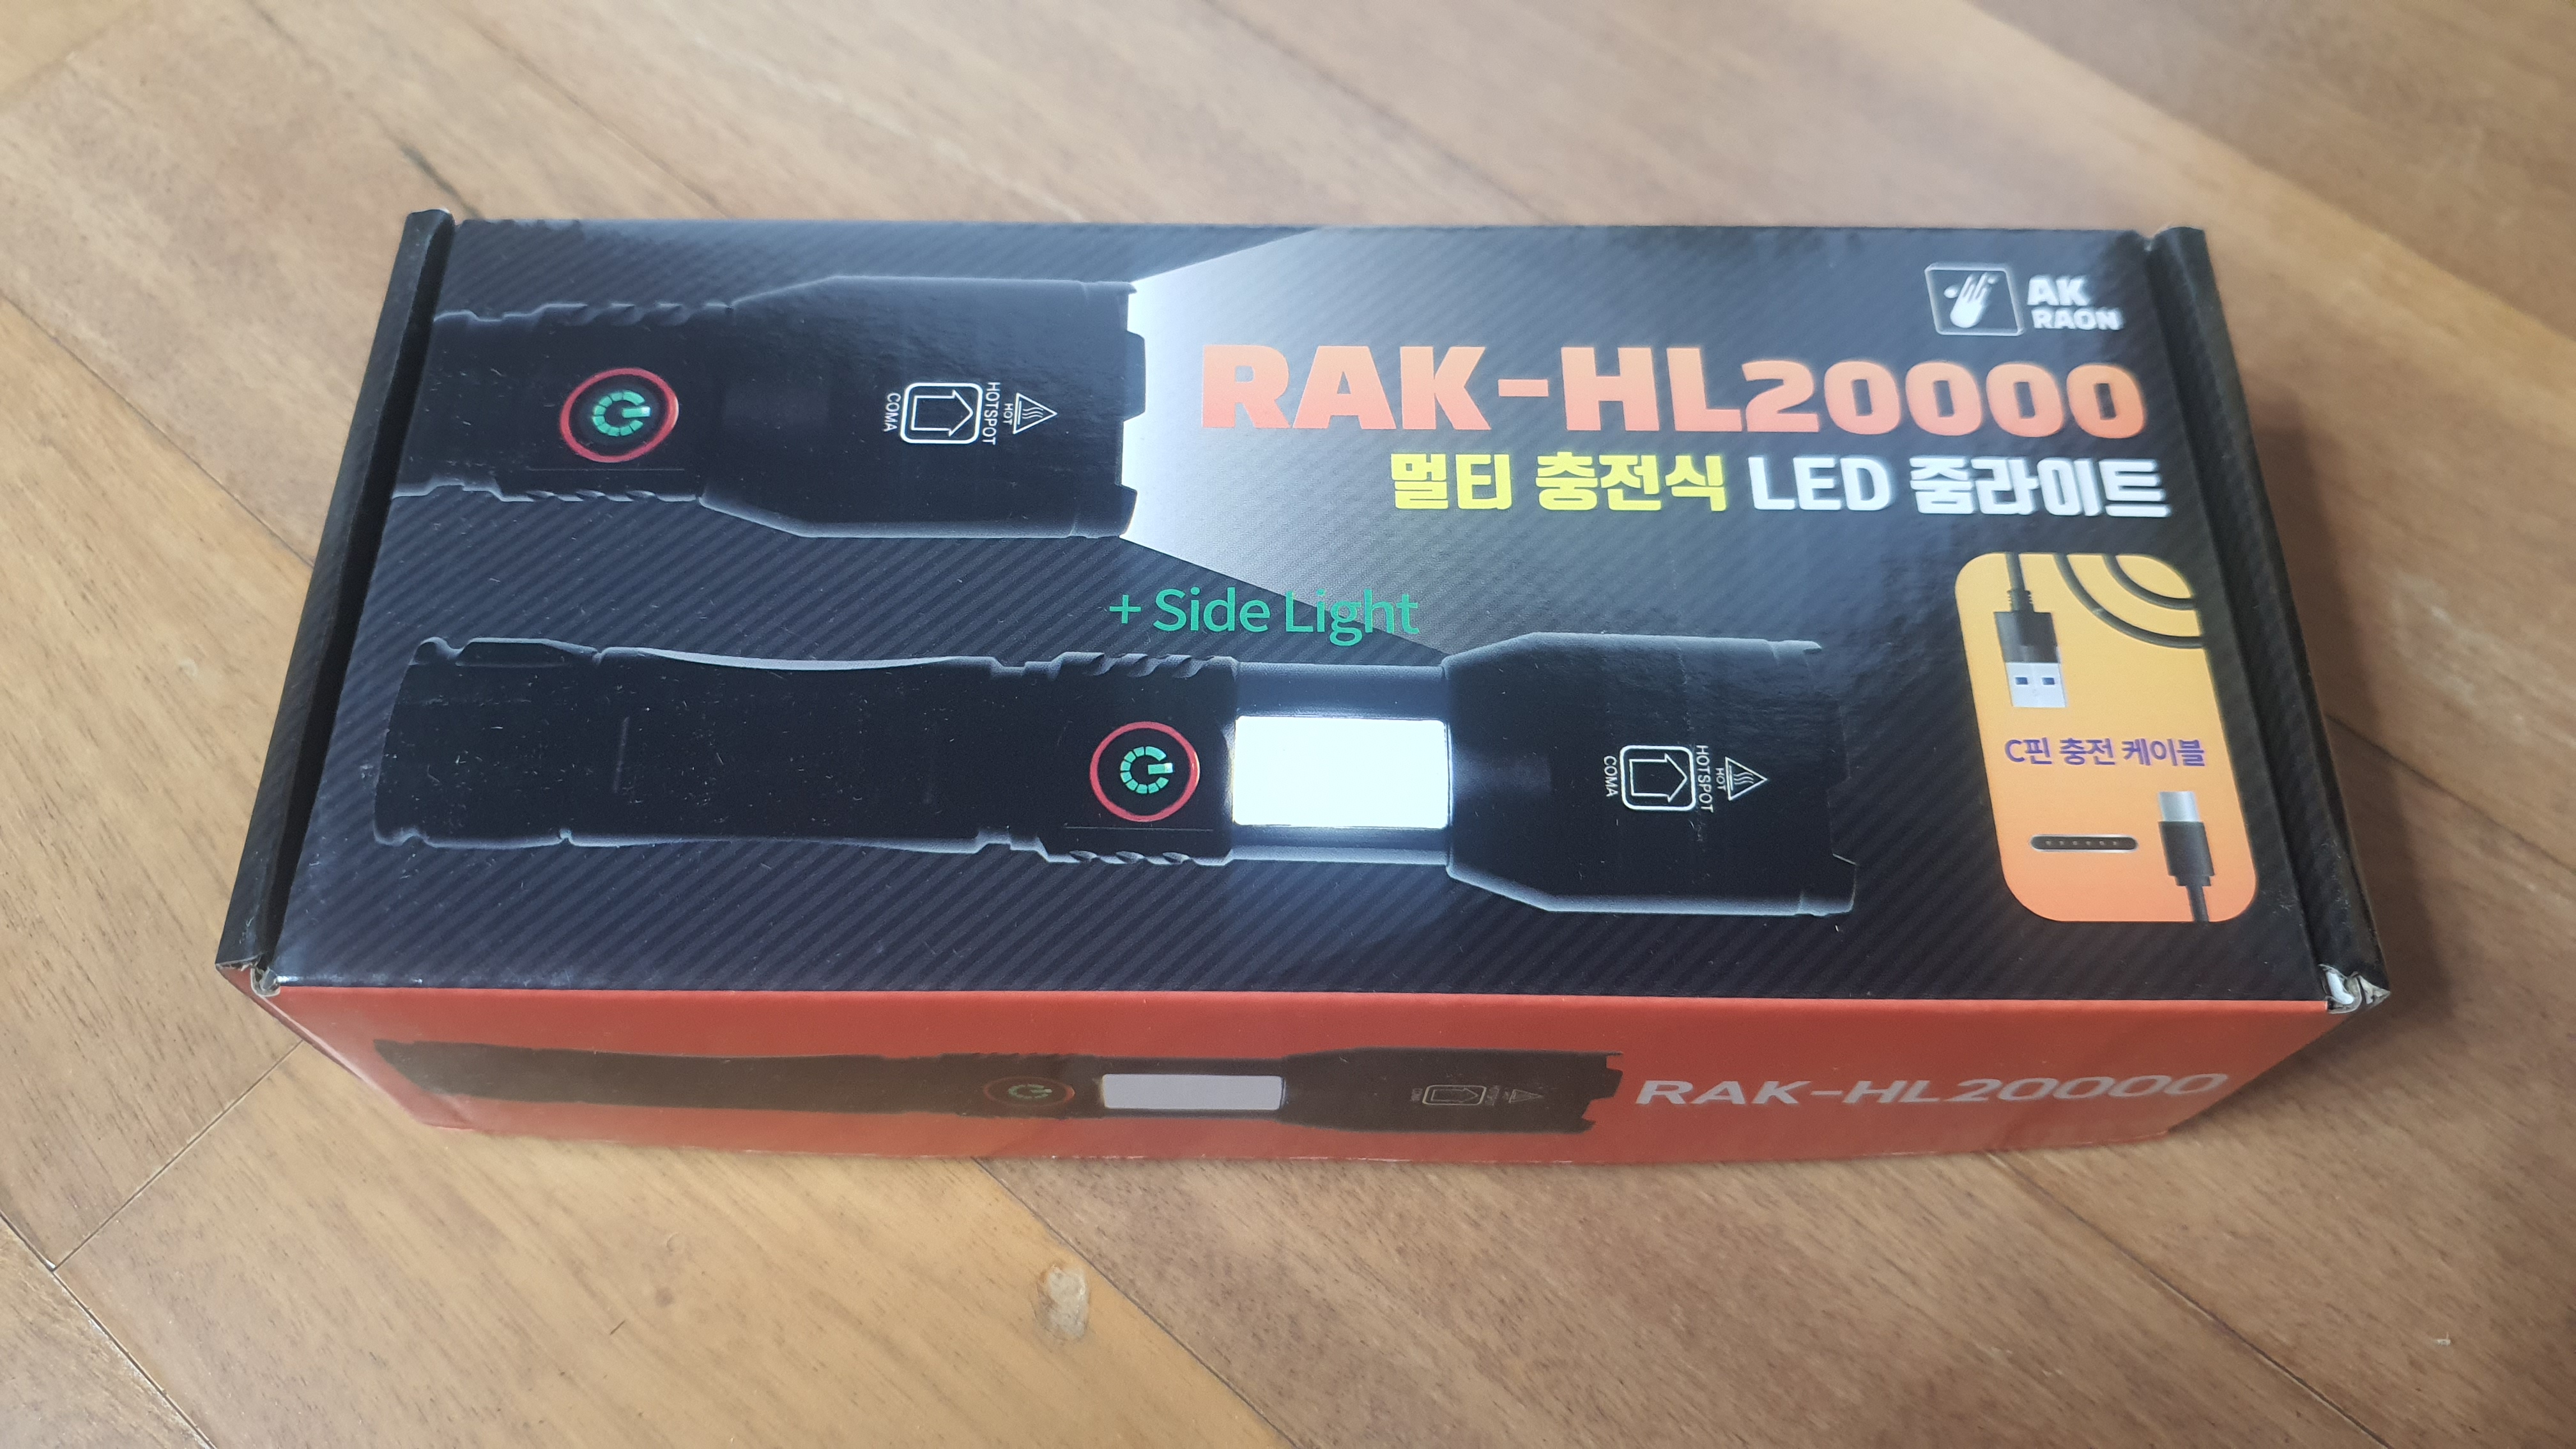 AK
RAON
RAK-HL20000
멀티 충전식 LED 줌라이트
HOT
HOTSPOT
COMA
+ Side Light
C핀 충전 케이블
HOT
HOTSPOT
COMA
RAK-HL20000